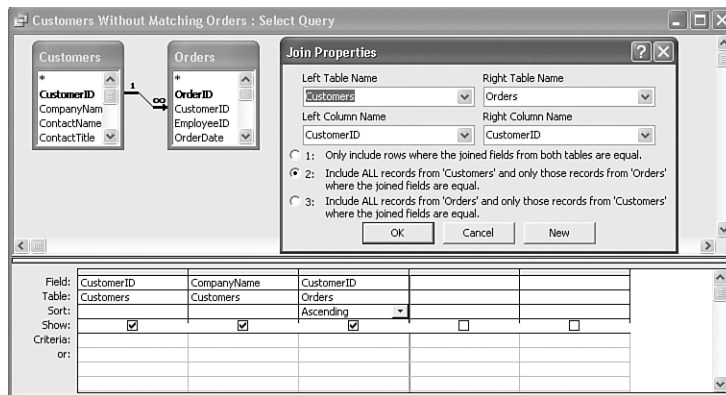 Customers Without Matching Orders : Select Query
Customers
*
CustomerID
CompanyNam
ContactName
ContactTitle
1
∞
Orders
*
OrderID
CustomerID
EmployeeID
OrderDate
Join Properties
Left Table Name
Right Table Name
Customers
Orders
Left Column Name
Right Column Name
CustomerID
CustomerID
1: Only include rows where the joined fields from both tables are equal.
2: Include ALL records from 'Customers' and only those records from 'Orders'
where the joined fields are equal.
3: Include ALL records from 'Orders' and only those records from 'Customers'
where the joined fields are equal.
OK Cancel New
Field: CustomerID CompanyName CustomerID
Table: Customers Customers Orders
Sort: Ascending
Show:
Criteria:
or: